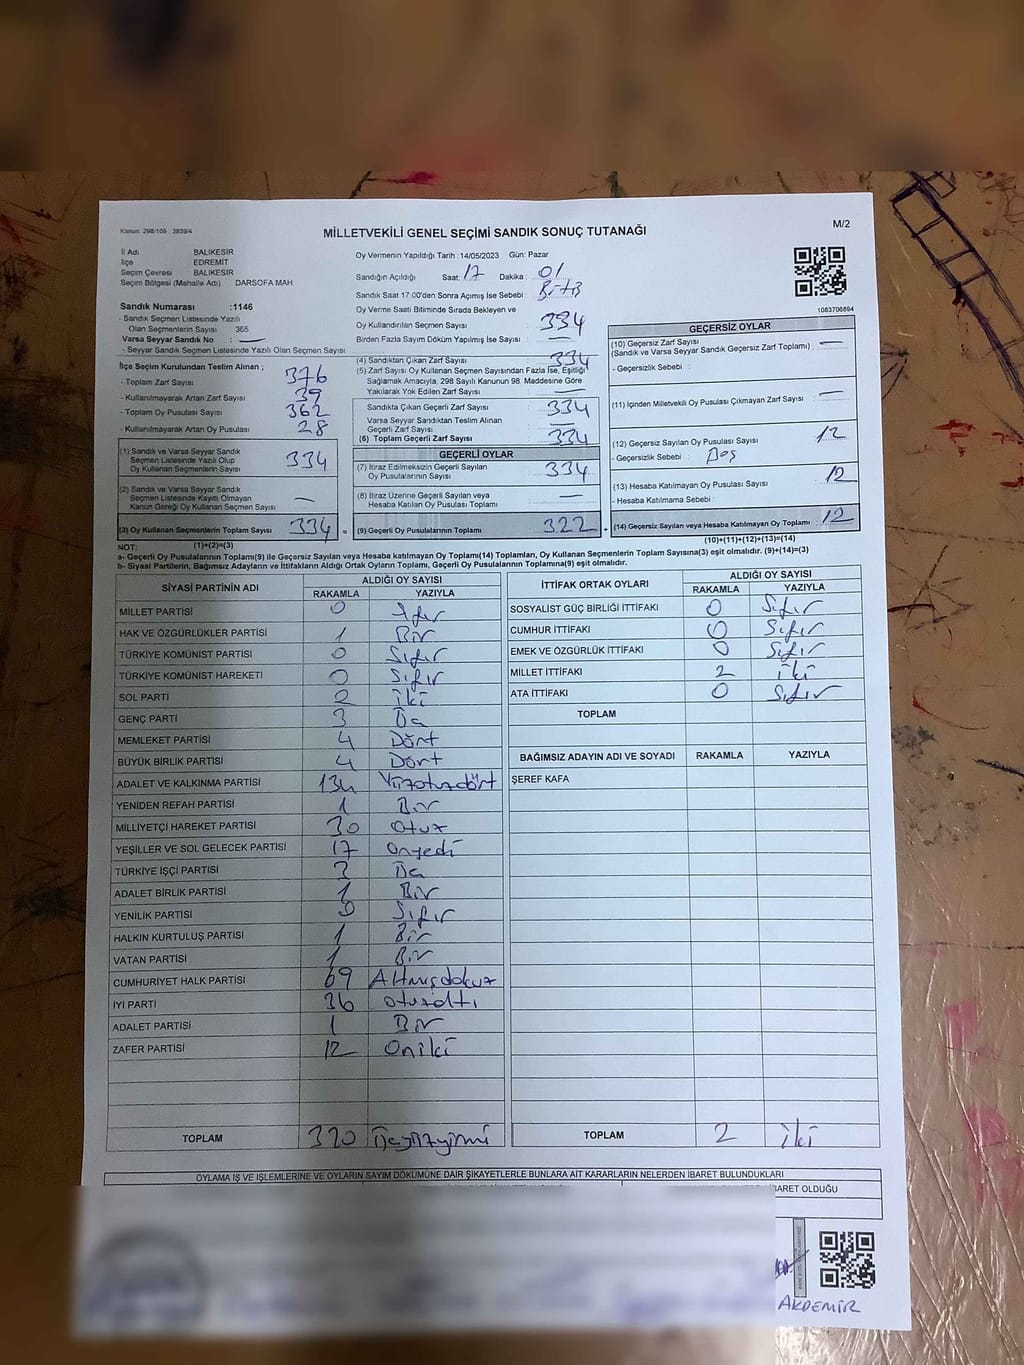 Kanun 298/105 2839/4
M/2
MİLLETVEKİLİ GENEL SEÇİMİ SANDIK SONUÇ TUTANAĞI
İl Adı BALIKESİR
İlçe EDREMİT
Seçim Çevresi BALIKESİR
Seçim Bölgesi (Mahalle Adı) DARSOFA MAH
Sandık Numarası :1146
- Sandık Seçmen Listesinde Yazılı
Olan Seçmenlerin Sayısı 365
Varsa Seyyar Sandık No : —
- Seyyar Sandık Seçmen Listesinde Yazılı Olan Seçmen Sayısı
İlçe Seçim Kurulundan Teslim Alınan ;
- Toplam Zarf Sayısı 376
- Kullanılmayarak Artan Zarf Sayısı 39
- Toplam Oy Pusulası Sayısı 362
- Kullanılmayarak Artan Oy Pusulası 28
(1) Sandık ve Varsa Seyyar Sandık
Seçmen Listesinde Yazılı Olup
Oy Kullanan Seçmenlerin Sayısı 334
(2) Sandık ve Varsa Seyyar Sandık
Seçmen Listesinde Kayıtlı Olmayan
Kanun Gereği Oy Kullanan Seçmen Sayısı —
(3) Oy Kullanan Seçmenlerin Toplam Sayısı 334 =
(1)+(2)=(3)
Oy Vermenin Yapıldığı Tarih : 14/05/2023 Gün: Pazar
Sandığın Açıldığı Saat: 17 Dakika : 01
Sandık Saat 17:00'den Sonra Açımış İse Sebebi :
Oy Verme Saati Bitiminde Sırada Bekleyen ve
Oy Kullandırılan Seçmen Sayısı : 334
Birden Fazla Sayım Döküm Yapılmış İse Sayısı : —
(4) Sandıktan Çıkan Zarf Sayısı 334
(5) Zarf Sayısı Oy Kullanan Seçmen Sayısından Fazla İse, Eşitliği
Sağlamak Amacıyla, 298 Sayılı Kanunun 98. Maddesine Göre
Yakılarak Yok Edilen Zarf Sayısı —
Sandıkta Çıkan Geçerli Zarf Sayısı 334
Varsa Seyyar Sandıktan Teslim Alınan
Geçerli Zarf Sayısı —
(6) Toplam Geçerli Zarf Sayısı 334
GEÇERLİ OYLAR
(7) İtiraz Edilmeksizin Geçerli Sayılan
Oy Pusulalarının Sayısı 334
(8) İtiraz Üzerine Geçerli Sayılan veya
Hesaba Katılan Oy Pusulası Toplamı —
(9) Geçerli Oy Pusulalarının Toplamı 322 +
1083706894
GEÇERSİZ OYLAR
(10) Geçersiz Zarf Sayısı : —
(Sandık ve Varsa Seyyar Sandık Geçersiz Zarf Toplamı)
- Geçersizlik Sebebi :
(11) İçinden Milletvekili Oy Pusulası Çıkmayan Zarf Sayısı : —
(12) Geçersiz Sayılan Oy Pusulası Sayısı : 12
- Geçersizlik Sebebi : Boş
(13) Hesaba Katılmayan Oy Pusulası Sayısı : 12
- Hesaba Katılmama Sebebi :
(14) Geçersiz Sayılan veya Hesaba Katılmayan Oy Toplamı : 12
(10)+(11)+(12)+(13)=(14)
NOT:
a- Geçerli Oy Pusulalarının Toplamı(9) ile Geçersiz Sayılan veya Hesaba katılmayan Oy Toplamı(14) Toplamları, Oy Kullanan Seçmenlerin Toplam Sayısına(3) eşit olmalıdır. (9)+(14)=(3)
b- Siyasi Partilerin, Bağımsız Adayların ve İttifakların Aldığı Ortak Oyların Toplamı, Geçerli Oy Pusulalarının Toplamına(9) eşit olmalıdır.
SİYASİ PARTİNİN ADI ALDIĞI OY SAYISI
RAKAMLA YAZIYLA
MİLLET PARTİSİ 0 Sıfır
HAK VE ÖZGÜRLÜKLER PARTİSİ 1 Bir
TÜRKİYE KOMÜNİST PARTİSİ 0 Sıfır
TÜRKİYE KOMÜNİST HAREKETİ 0 Sıfır
SOL PARTİ 2 iki
GENÇ PARTİ 3 Üç
MEMLEKET PARTİSİ 4 Dört
BÜYÜK BİRLİK PARTİSİ 4 Dört
ADALET VE KALKINMA PARTİSİ 134 Yüzotuzdört
YENİDEN REFAH PARTİSİ 1 Bir
MİLLİYETÇİ HAREKET PARTİSİ 30 Otuz
YEŞİLLER VE SOL GELECEK PARTİSİ 17 Onyedi
TÜRKİYE İŞÇİ PARTİSİ 3 Üç
ADALET BİRLİK PARTİSİ 1 Bir
YENİLİK PARTİSİ 0 Sıfır
HALKIN KURTULUŞ PARTİSİ 1 Bir
VATAN PARTİSİ 1 Bir
CUMHURİYET HALK PARTİSİ 69 Altmışdokuz
İYİ PARTİ 36 Otuzaltı
ADALET PARTİSİ 1 Bir
ZAFER PARTİSİ 12 Oniki
TOPLAM 320 Üçyüzyirmi
İTTİFAK ORTAK OYLARI ALDIĞI OY SAYISI
RAKAMLA YAZIYLA
SOSYALİST GÜÇ BİRLİĞİ İTTİFAKI 0 Sıfır
CUMHUR İTTİFAKI 0 Sıfır
EMEK VE ÖZGÜRLÜK İTTİFAKI 0 Sıfır
MİLLET İTTİFAKI 2 iki
ATA İTTİFAKI 0 Sıfır
TOPLAM
BAĞIMSIZ ADAYIN ADI VE SOYADI RAKAMLA YAZIYLA
ŞEREF KAFA
TOPLAM 2 iki
OYLAMA İŞ VE İŞLEMLERİNE VE OYLARIN SAYIM DÖKÜMÜNE DAİR ŞİKAYETLERLE BUNLARA AİT KARARLARIN NELERDEN İBARET BULUNDUKLARI
İBARET OLDUĞU
AKDEMİR